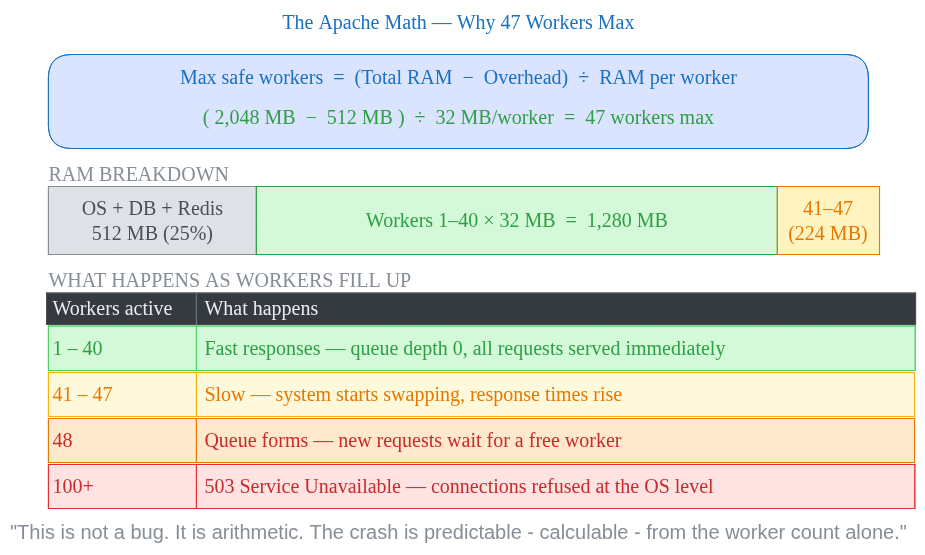 The Apache Math — Why 47 Workers Max
Max safe workers = (Total RAM − Overhead) ÷ RAM per worker
( 2,048 MB − 512 MB ) ÷ 32 MB/worker = 47 workers max
RAM BREAKDOWN
OS + DB + Redis
512 MB (25%)
Workers 1–40 × 32 MB = 1,280 MB
41–47
(224 MB)
WHAT HAPPENS AS WORKERS FILL UP
Workers active What happens
1 – 40 Fast responses — queue depth 0, all requests served immediately
41 – 47 Slow — system starts swapping, response times rise
48 Queue forms — new requests wait for a free worker
100+ 503 Service Unavailable — connections refused at the OS level
"This is not a bug. It is arithmetic. The crash is predictable - calculable - from the worker count alone."